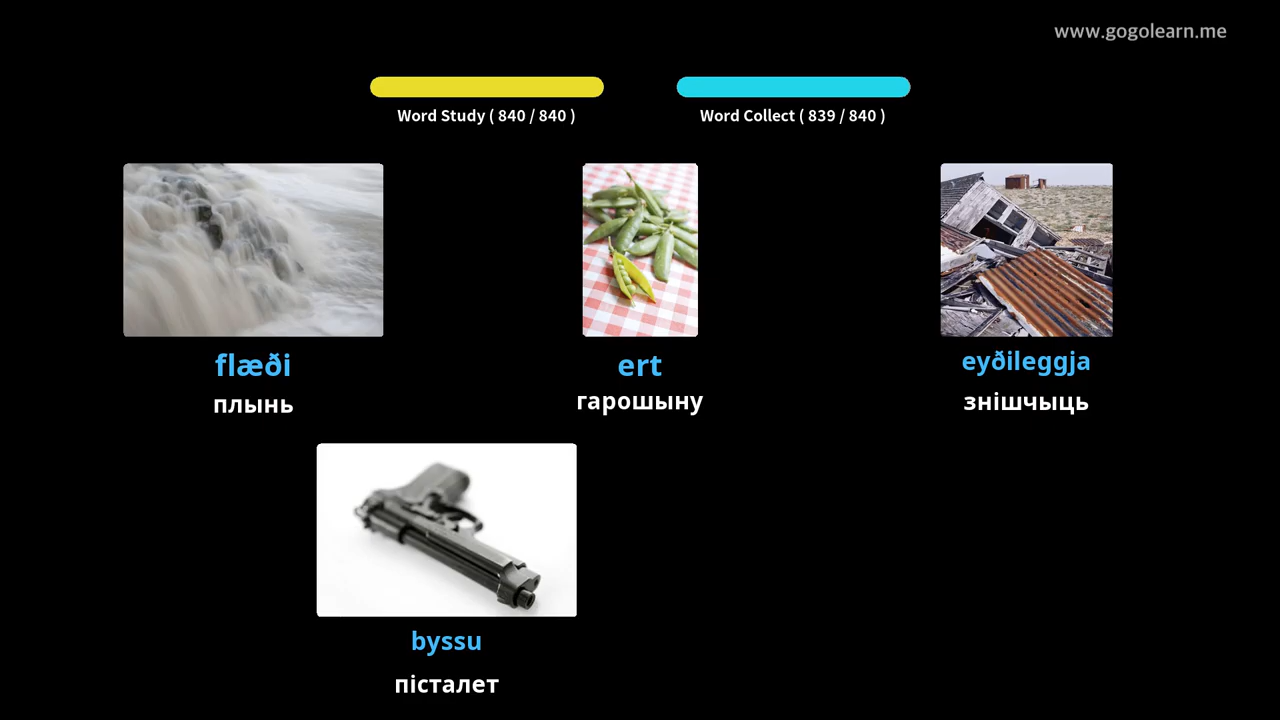 www.gogolearn.me
Word Study ( 840 / 840 )
Word Collect ( 839 / 840 )
flæði
плынь
ert
гарошыну
eyðileggja
знішчыць
byssu
пісталет